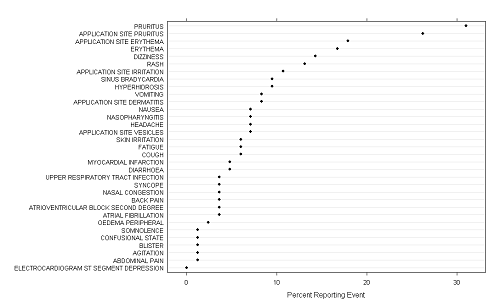 PRURITUS
APPLICATION SITE PRURITUS
APPLICATION SITE ERYTHEMA
ERYTHEMA
DIZZINESS
RASH
APPLICATION SITE IRRITATION
SINUS BRADYCARDIA
HYPERHIDROSIS
VOMITING
APPLICATION SITE DERMATITIS
NAUSEA
NASOPHARYNGITIS
HEADACHE
APPLICATION SITE VESICLES
SKIN IRRITATION
FATIGUE
COUGH
MYOCARDIAL INFARCTION
DIARRHOEA
UPPER RESPIRATORY TRACT INFECTION
SYNCOPE
NASAL CONGESTION
BACK PAIN
ATRIOVENTRICULAR BLOCK SECOND DEGREE
ATRIAL FIBRILLATION
OEDEMA PERIPHERAL
SOMNOLENCE
CONFUSIONAL STATE
BLISTER
AGITATION
ABDOMINAL PAIN
ELECTROCARDIOGRAM ST SEGMENT DEPRESSION
0 10 20 30
Percent Reporting Event